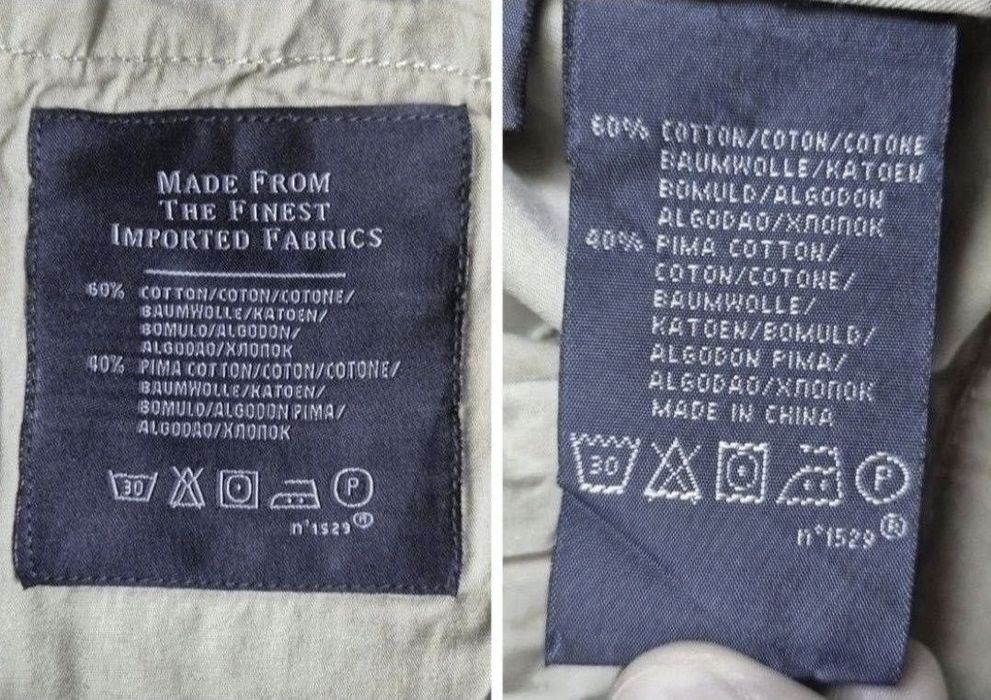 MADE FROM
THE FINEST
IMPORTED FABRICS
60% COTTON/COTON/COTONE/
BAUMWOLLE/KATOEN/
BOMULD/ALGODON/
ALGODAO/ХЛОПОК
40% PIMA COTTON/COTON/COTONE/
BAUMWOLLE/KATOEN/
BOMULD/ALGODON PIMA/
ALGODAO/ХЛОПОК
30 P
n°1529®
60% COTTON/COTON/COTONE
BAUMWOLLE/KATOEN
BOMULD/ALGODON
ALGODAO/ХЛОПОК
40% PIMA COTTON/
COTON/COTONE/
BAUMWOLLE/
KATOEN/BOMULD/
ALGODON PIMA/
ALGODAO/ХЛОПОК
MADE IN CHINA
30 P
n°1529®